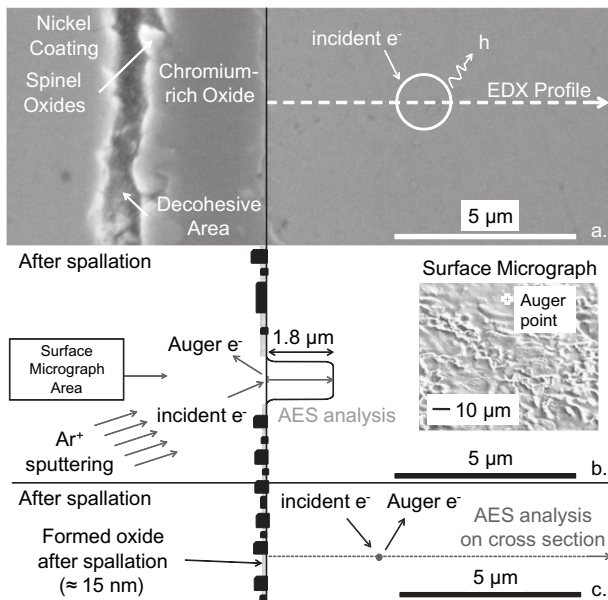 Nickel
Coating
Spinel
Oxides
Chromium-
rich Oxide
Decohesive
Area
incident e-
h
EDX Profile
5 µm
a.
After spallation
Surface
Micrograph
Area
Auger e-
1.8 µm
incident e-
AES analysis
Ar+
sputtering
Surface Micrograph
Auger
point
10 µm
5 µm
b.
After spallation
Formed oxide
after spallation
(≈ 15 nm)
incident e-
Auger e-
AES analysis
on cross section
5 µm
c.